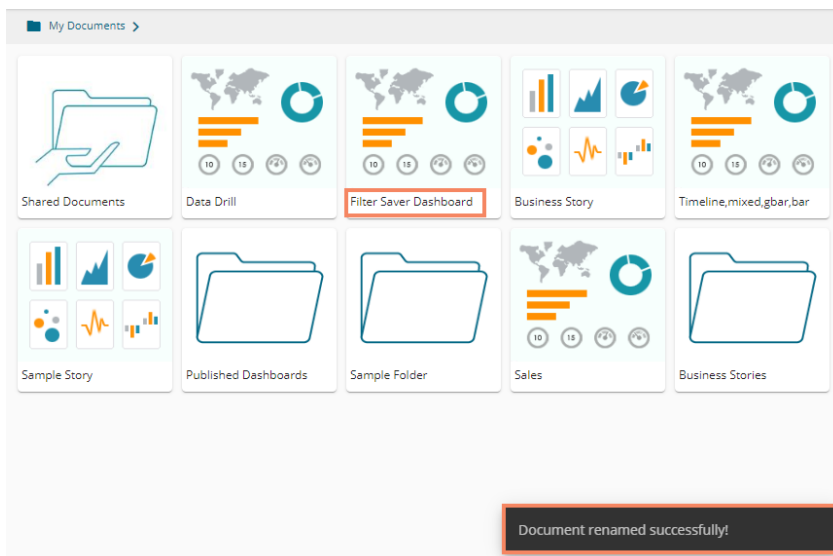 My Documents
10
15
10
15
10
15
Shared Documents
Data Drill
Filter Saver Dashboard
Business Story
Timeline,mixed,gbar,bar
10
15
Sample Story
Published Dashboards
Sample Folder
Sales
Business Stories
Document renamed successfully!